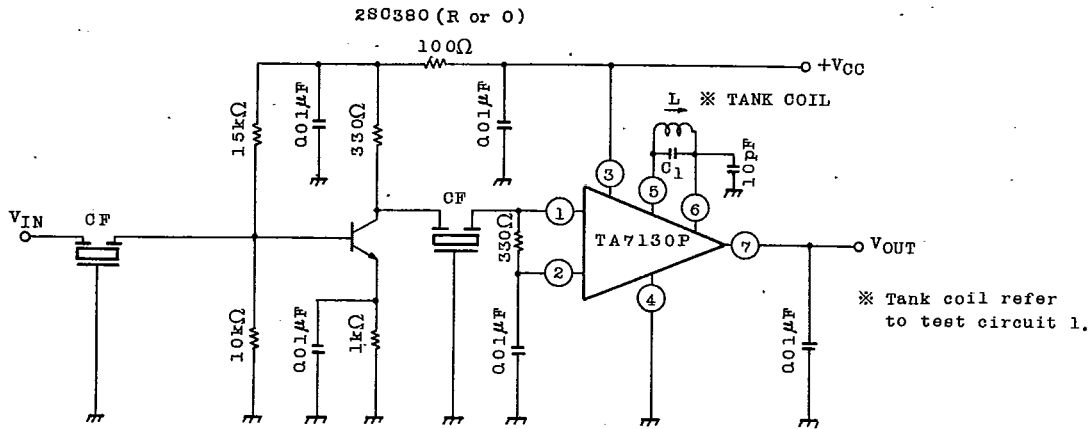 2SC380 (R or O)
100Ω
+VCC
0.01μF
15kΩ
330Ω
0.01μF
L
※ TANK COIL
C1
10pF
3
5
6
VIN
CF
CF
1
330Ω
TA7130P
7
VOUT
2
4
10kΩ
0.01μF
1kΩ
0.01μF
0.01μF
※ Tank coil refer
to test circuit 1.